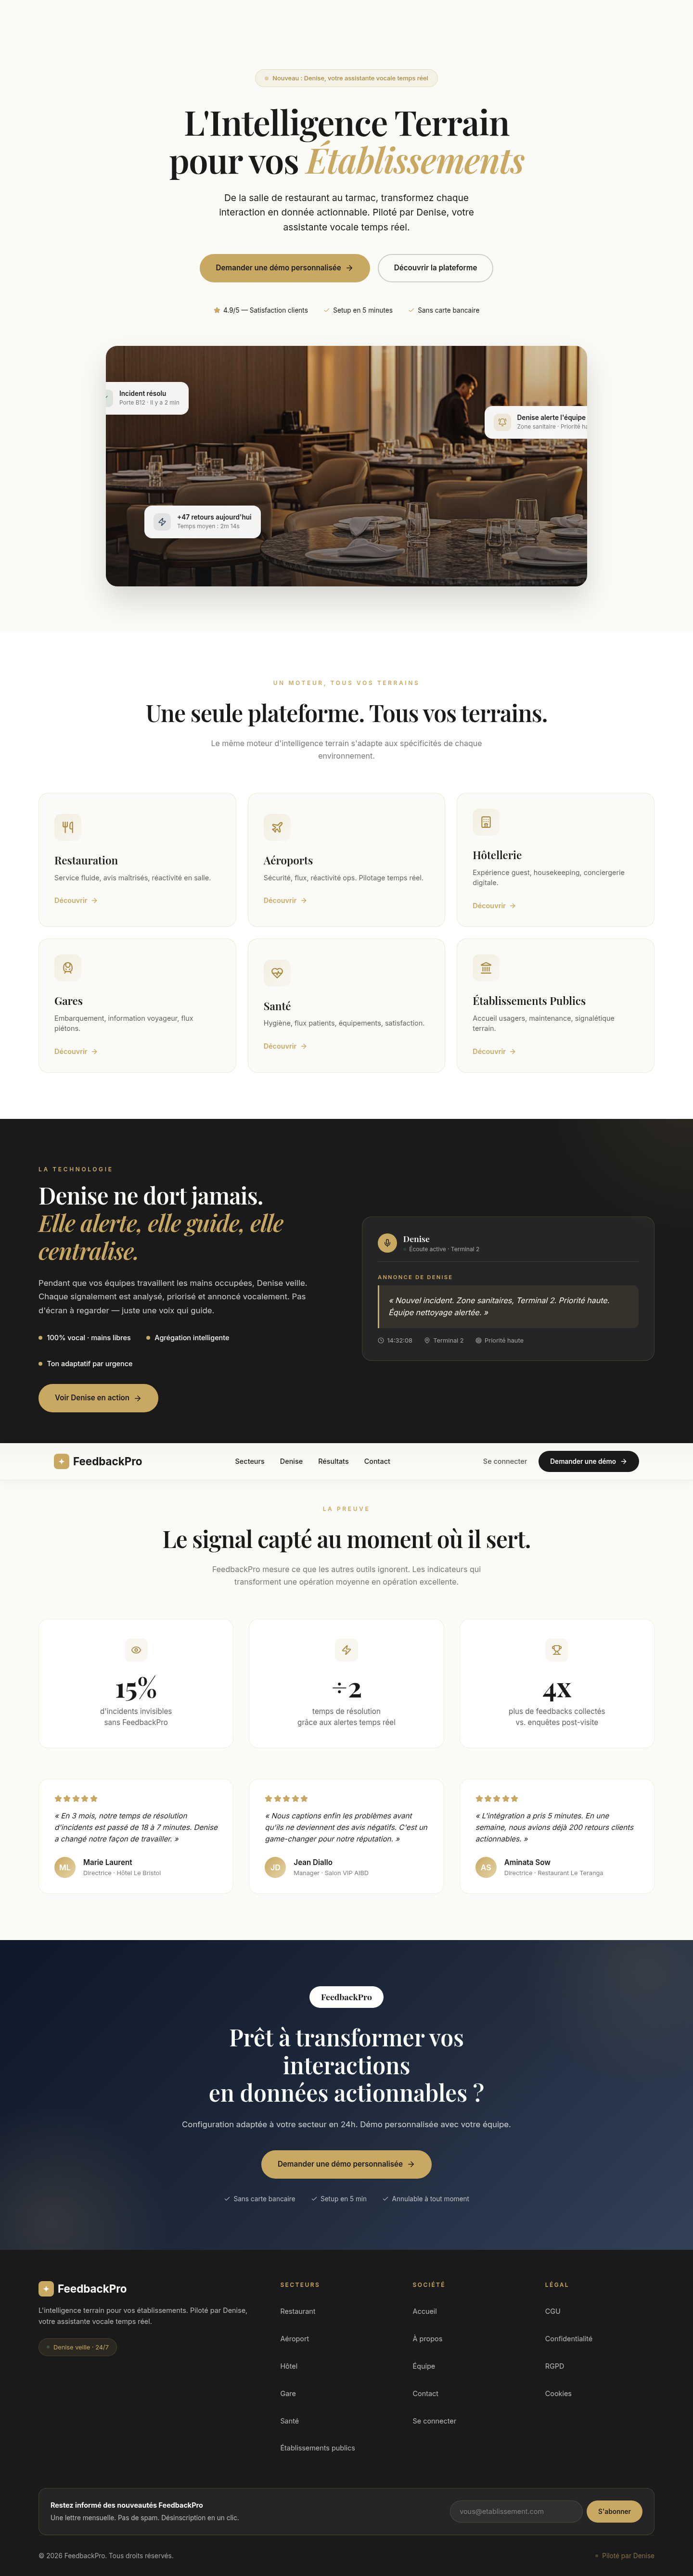 Nouveau : Denise, votre assistante vocale temps réel
L'Intelligence Terrain
pour vos Établissements
De la salle de restaurant au tarmac, transformez chaque
interaction en donnée actionnable. Piloté par Denise, votre
assistante vocale temps réel.
Demander une démo personnalisée
Découvrir la plateforme
4.9/5 — Satisfaction clients
Setup en 5 minutes
Sans carte bancaire
Incident résolu
Porte B12 · Il y a 2 min
Denise alerte l'équipe
Zone sanitaire · Priorité
+47 retours aujourd'hui
Temps moyen : 2m 14s
UN MOTEUR, TOUS VOS TERRAINS
Une seule plateforme. Tous vos terrains.
Le même moteur d'intelligence terrain s'adapte aux spécificités de chaque
environnement.
Restauration
Service fluide, avis maîtrisés, réactivité en salle.
Découvrir
Aéroports
Sécurité, flux, réactivité ops. Pilotage temps réel.
Découvrir
Hôtellerie
Expérience guest, housekeeping, conciergerie
digitale.
Découvrir
Gares
Embarquement, information voyageur, flux
piétons.
Découvrir
Santé
Hygiène, flux patients, équipements, satisfaction.
Découvrir
Établissements Publics
Accueil usagers, maintenance, signalétique
terrain.
Découvrir
LA TECHNOLOGIE
Denise ne dort jamais.
Elle alerte, elle guide, elle
centralise.
Pendant que vos équipes travaillent les mains occupées, Denise veille.
Chaque signalement est analysé, priorisé et annoncé vocalement. Pas
d'écran à regarder — juste une voix qui guide.
100% vocal · mains libres
Agrégation intelligente
Ton adaptatif par urgence
Voir Denise en action
Denise
Écoute active · Terminal 2
ANNONCE DE DENISE
« Nouvel incident. Zone sanitaires, Terminal 2. Priorité haute.
Équipe nettoyage alertée. »
14:32:08
Terminal 2
Priorité haute
FeedbackPro
Secteurs
Denise
Résultats
Contact
Se connecter
Demander une démo
LA PREUVE
Le signal capté au moment où il sert.
FeedbackPro mesure ce que les autres outils ignorent. Les indicateurs qui
transforment une opération moyenne en opération excellente.
15%
d'incidents invisibles
sans FeedbackPro
÷2
temps de résolution
grâce aux alertes temps réel
4x
plus de feedbacks collectés
vs. enquêtes post-visite
« En 3 mois, notre temps de résolution
d'incidents est passé de 18 à 7 minutes. Denise
a changé notre façon de travailler. »
ML
Marie Laurent
Directrice · Hôtel Le Bristol
« Nous captions enfin les problèmes avant
qu'ils ne deviennent des avis négatifs. C'est un
game-changer pour notre réputation. »
JD
Jean Diallo
Manager · Salon VIP AIBD
« L'intégration a pris 5 minutes. En une
semaine, nous avions déjà 200 retours clients
actionnables. »
AS
Aminata Sow
Directrice · Restaurant Le Teranga
FeedbackPro
Prêt à transformer vos
interactions
en données actionnables ?
Configuration adaptée à votre secteur en 24h. Démo personnalisée avec votre équipe.
Demander une démo personnalisée
Sans carte bancaire
Setup en 5 min
Annulable à tout moment
FeedbackPro
L'intelligence terrain pour vos établissements. Piloté par Denise,
votre assistante vocale temps réel.
Denise veille · 24/7
SECTEURS
Restaurant
Aéroport
Hôtel
Gare
Santé
Établissements publics
SOCIÉTÉ
Accueil
À propos
Équipe
Contact
Se connecter
LÉGAL
CGU
Confidentialité
RGPD
Cookies
Restez informé des nouveautés FeedbackPro
Une lettre mensuelle. Pas de spam. Désinscription en un clic.
vous@etablissement.com
S'abonner
© 2026 FeedbackPro. Tous droits réservés.
Piloté par Denise